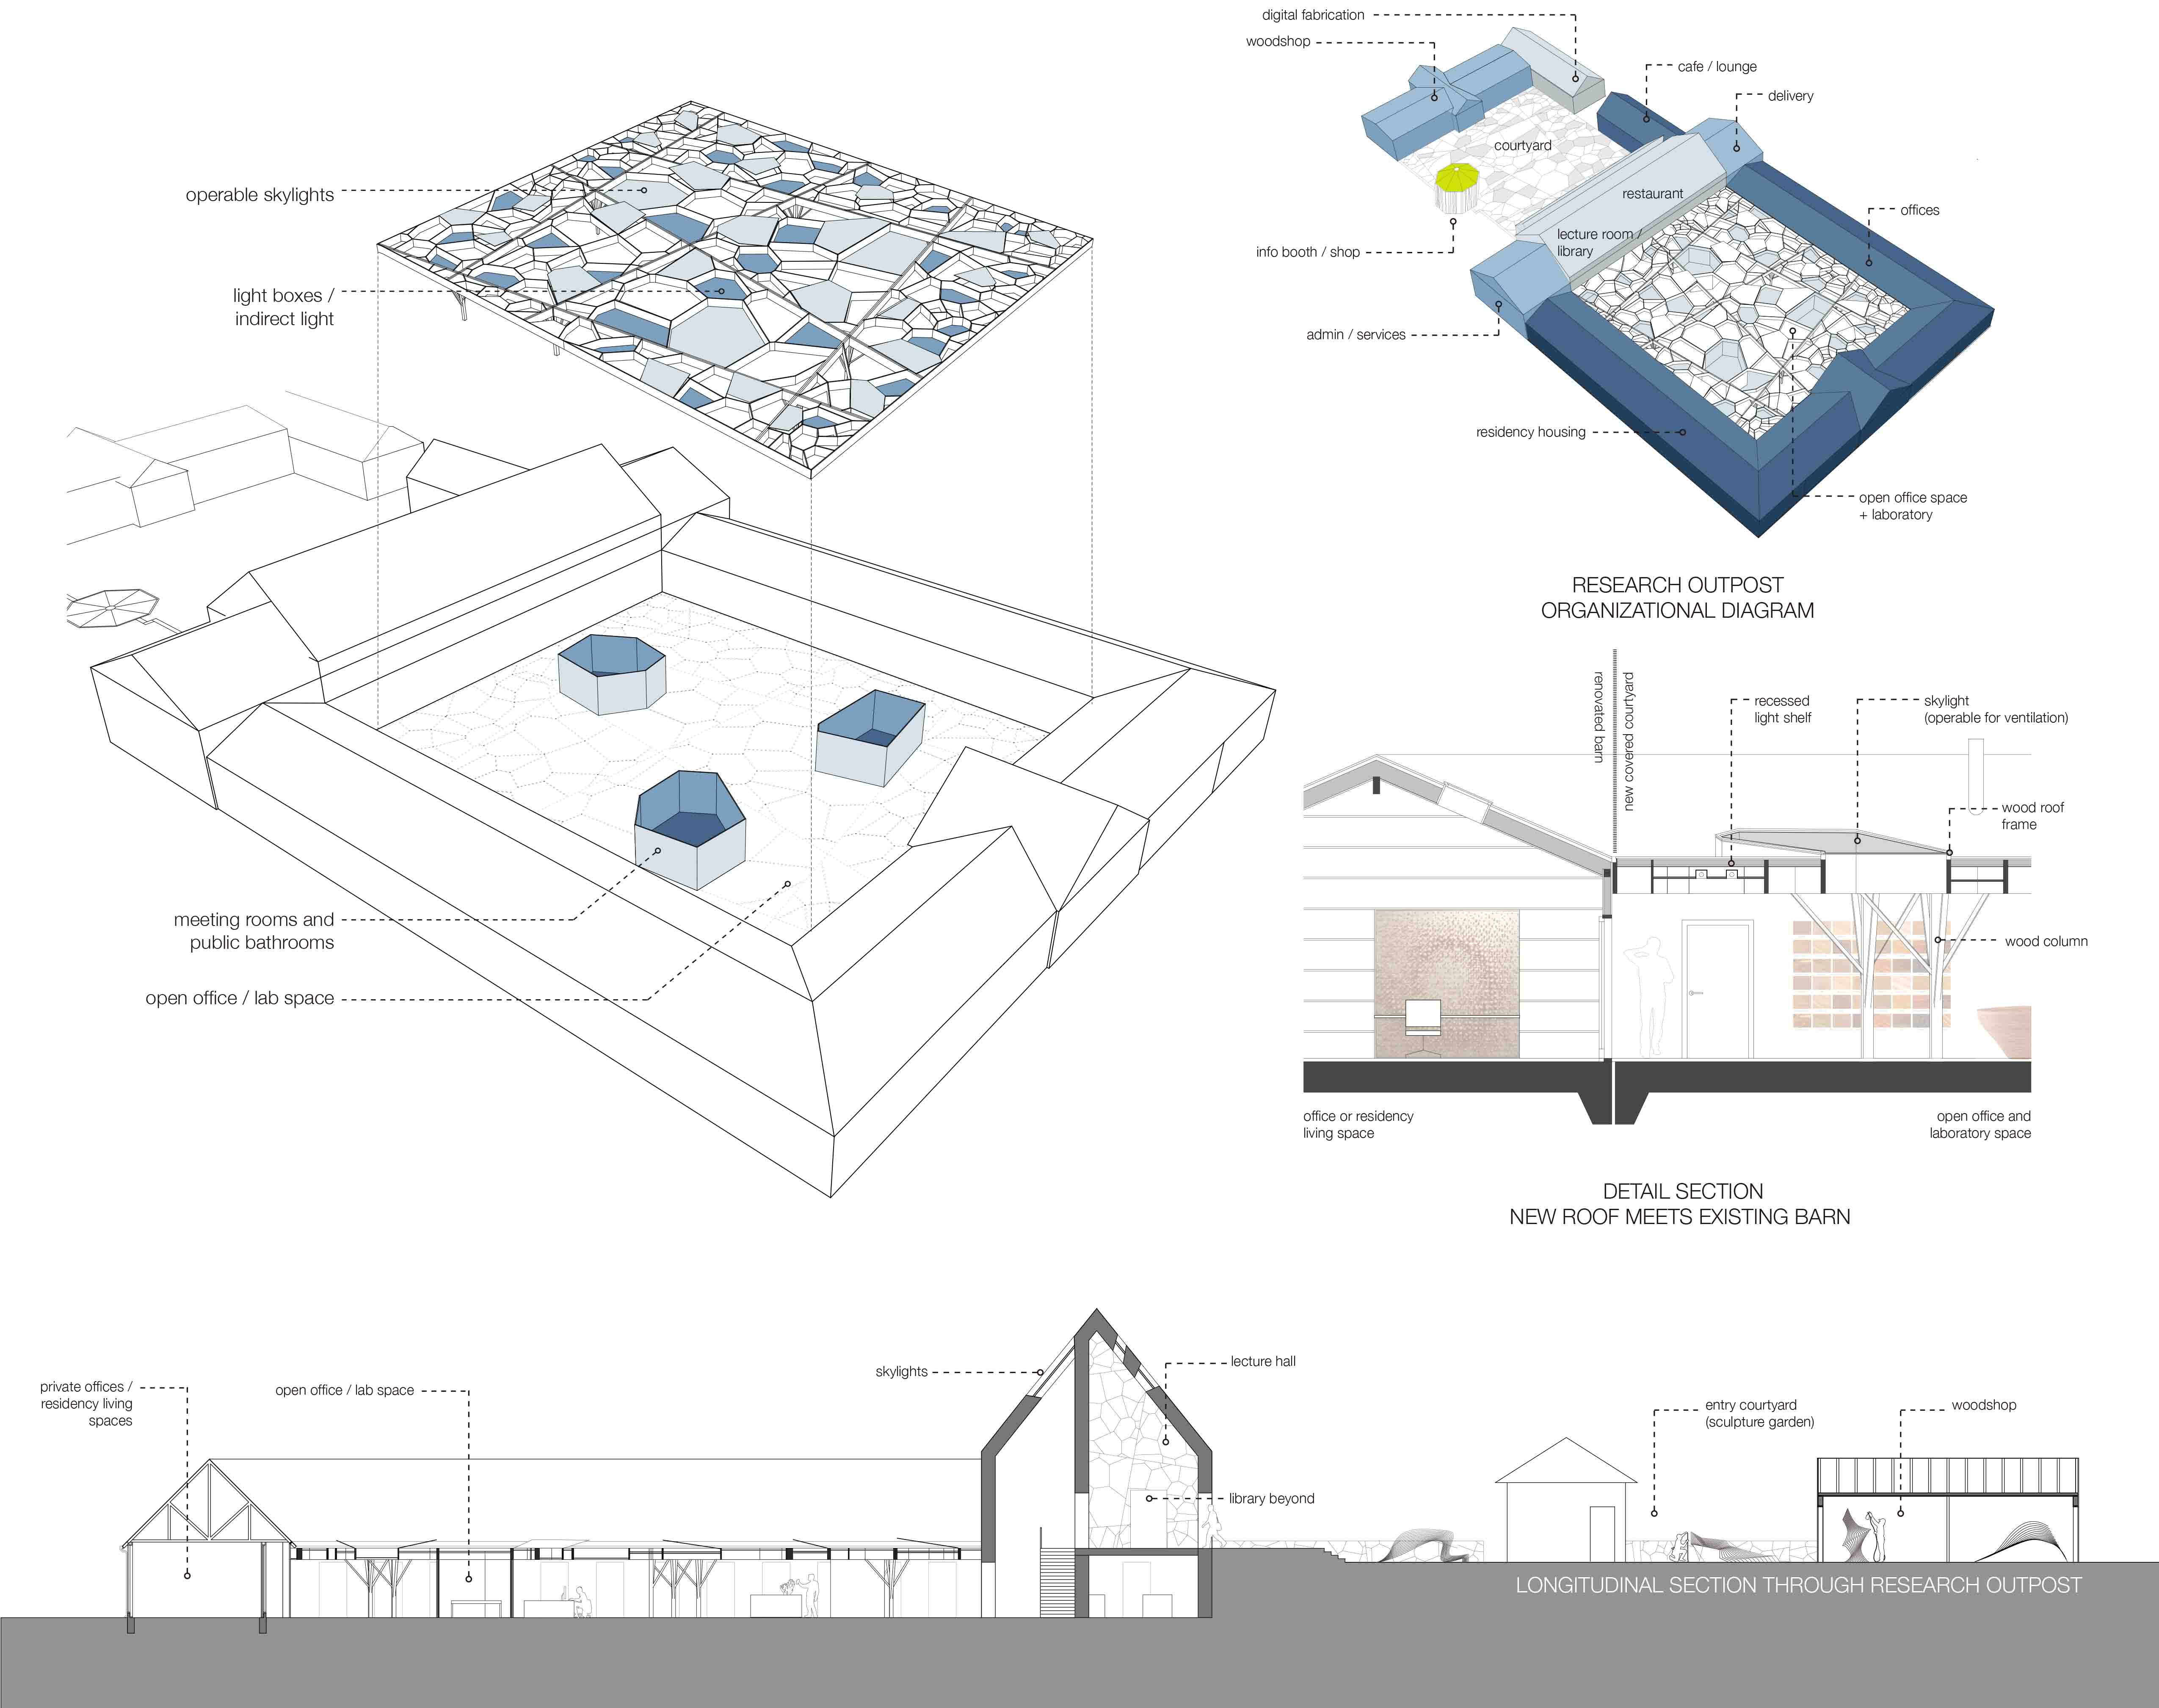 operable skylights
light boxes /
indirect light
meeting rooms and
public bathrooms
open office / lab space
digital fabrication
woodshop
cafe / lounge
delivery
courtyard
restaurant
offices
lecture room /
library
info booth / shop
admin / services
residency housing
open office space
+ laboratory
RESEARCH OUTPOST
ORGANIZATIONAL DIAGRAM
renovated barn
new covered courtyard
recessed
light shelf
skylight
(operable for ventilation)
wood roof
frame
wood column
office or residency
living space
open office and
laboratory space
DETAIL SECTION
NEW ROOF MEETS EXISTING BARN
private offices /
residency living
spaces
open office / lab space
skylights
lecture hall
library beyond
entry courtyard
(sculpture garden)
woodshop
LONGITUDINAL SECTION THROUGH RESEARCH OUTPOST